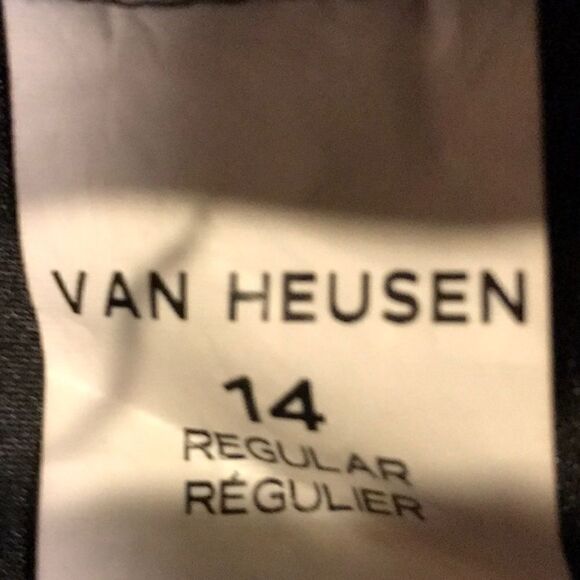 VAN HEUSEN
14
REGULAR
RÉGULIER